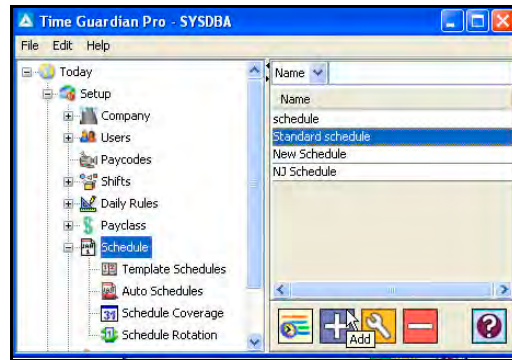 Time Guardian Pro - SYSDBA
File Edit Help
Today
Setup
Company
Users
Paycodes
Shifts
Daily Rules
Payclass
Schedule
Template Schedules
Auto Schedules
Schedule Coverage
Schedule Rotation
Name
Name
schedule
Standard schedule
New Schedule
NJ Schedule
Add